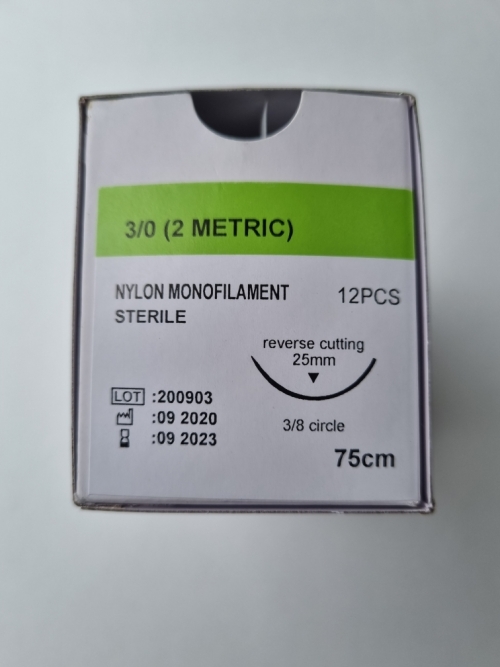 3/0 (2 METRIC)
NYLON MONOFILAMENT 12PCS
STERILE
reverse cutting
25mm
LOT :200903
:09 2020
:09 2023
3/8 circle
75cm